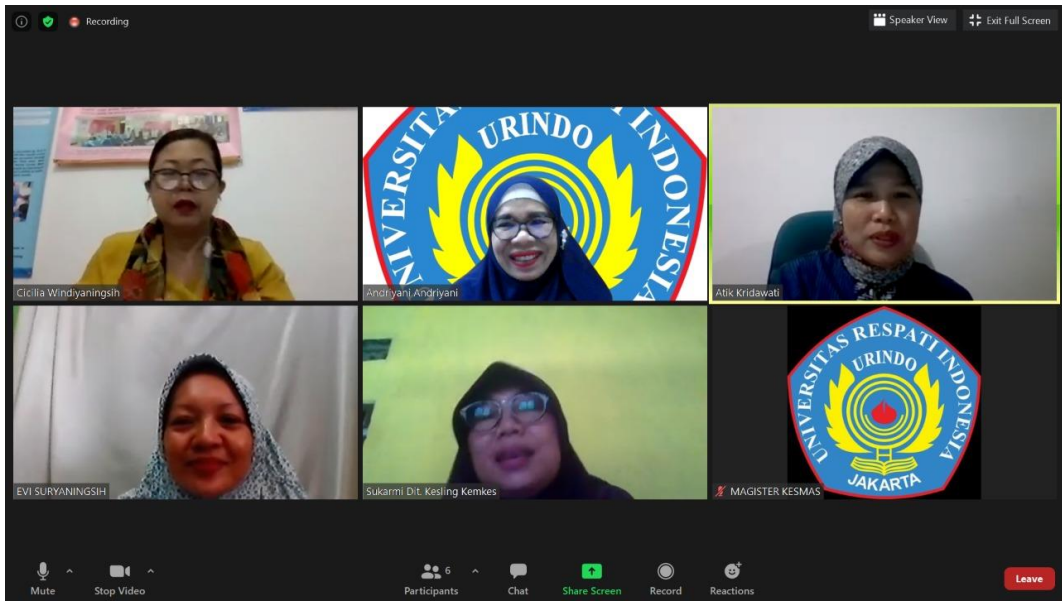 Recording
Speaker View
Exit Full Screen
Cicilia Windiyaningsih
UNIVERSITAS RESPATI INDONESIA
URINDO
Andriyani Andriyani
Atik Kridawati
EVI SURYANINGSIH
Sukarmi Dit. Kesling Kemkes
UNIVERSITAS RESPATI INDONESIA
URINDO
JAKARTA
MAGISTER KESMAS
Mute
Stop Video
6
Participants
Chat
Share Screen
Record
Reactions
Leave